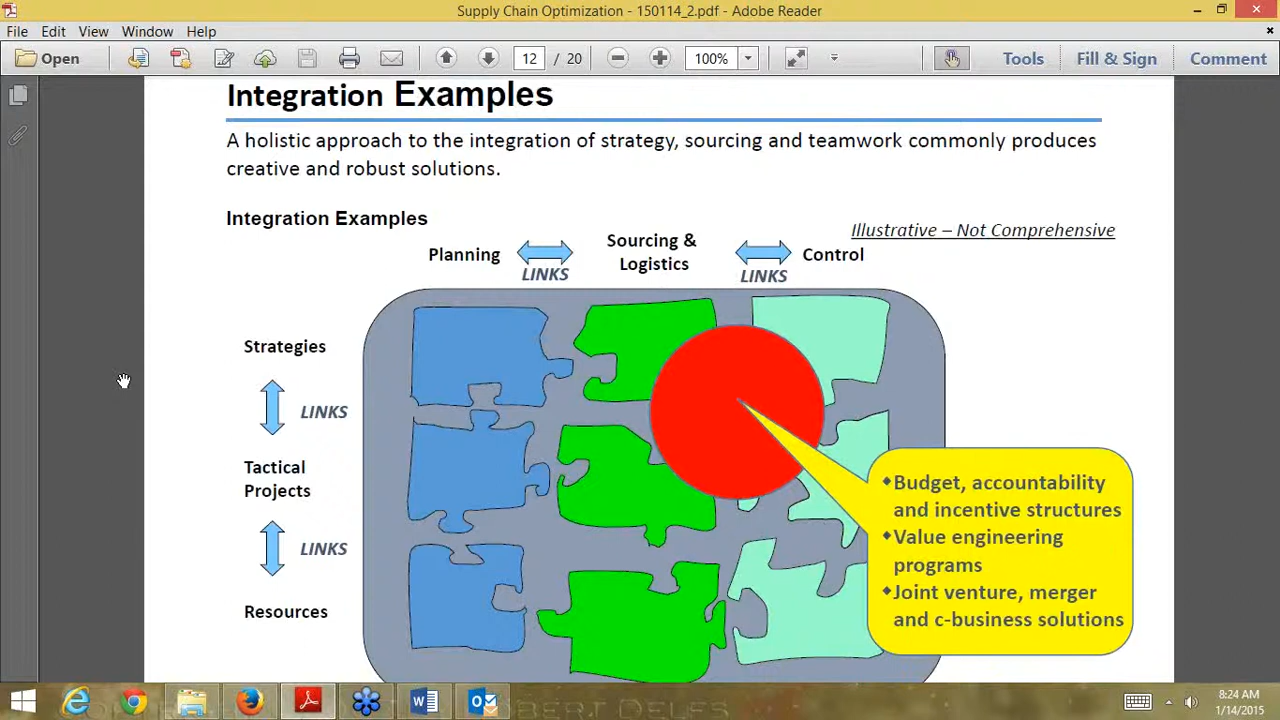 Supply Chain Optimization - 150114_2.pdf - Adobe Reader
File Edit View Window Help
Open 12 / 20 100% Tools Fill & Sign Comment
Integration Examples
A holistic approach to the integration of strategy, sourcing and teamwork commonly produces
creative and robust solutions.
Integration Examples
Illustrative – Not Comprehensive
Planning LINKS Sourcing & Logistics LINKS Control
Strategies
LINKS
Tactical
Projects
LINKS
Resources
Budget, accountability
and incentive structures
Value engineering
programs
Joint venture, merger
and c-business solutions
8:24 AM
1/14/2015